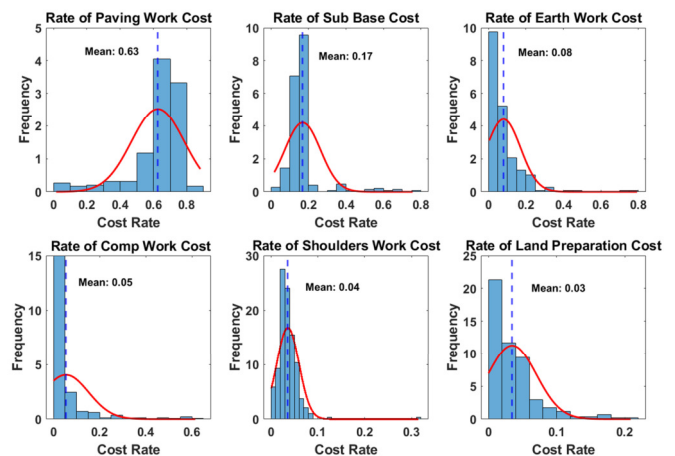 Rate of Paving Work Cost
Mean: 0.63
Frequency
5
4
3
2
1
0
0
0.2
0.4
0.6
0.8
Cost Rate
Rate of Sub Base Cost
Mean: 0.17
Frequency
10
8
6
4
2
0
0
0.2
0.4
0.6
0.8
Cost Rate
Rate of Earth Work Cost
Mean: 0.08
Frequency
10
8
6
4
2
0
0
0.2
0.4
0.6
0.8
Cost Rate
Rate of Comp Work Cost
Mean: 0.05
Frequency
15
10
5
0
0
0.2
0.4
0.6
Cost Rate
Rate of Shoulders Work Cost
Mean: 0.04
Frequency
30
20
10
0
0
0.1
0.2
0.3
Cost Rate
Rate of Land Preparation Cost
Mean: 0.03
Frequency
25
20
15
10
5
0
0
0.1
0.2
Cost Rate